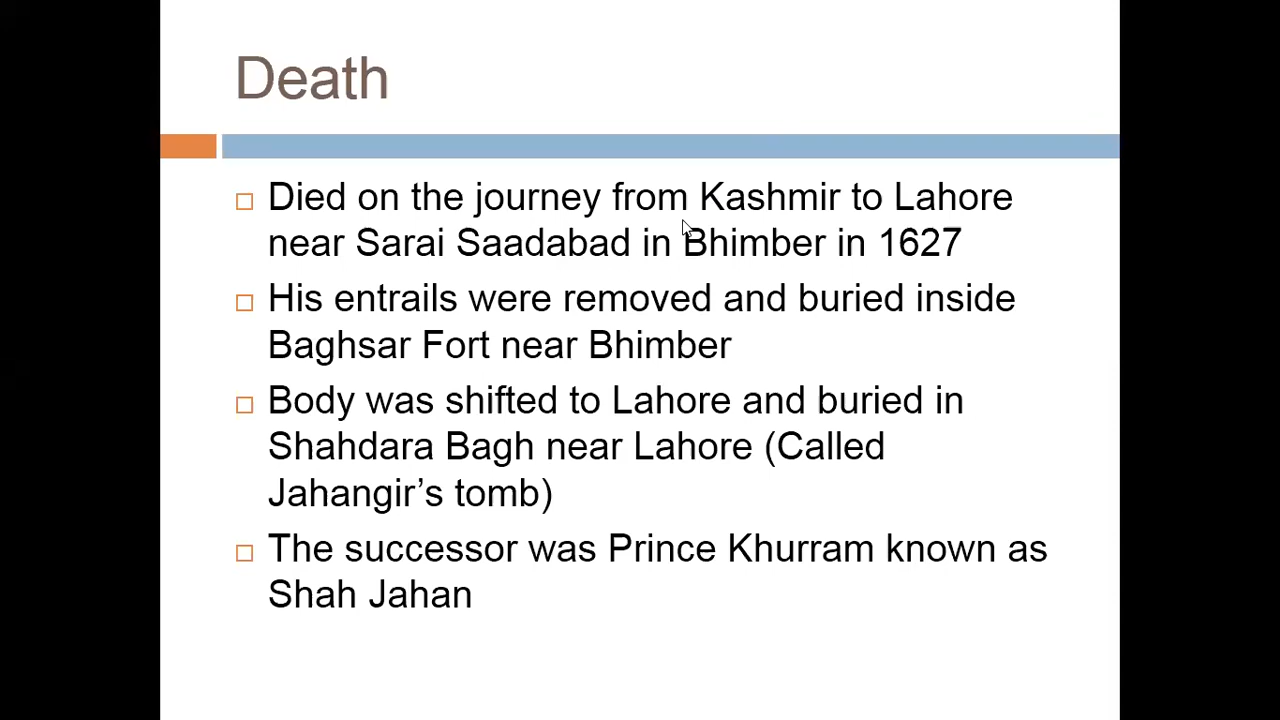 Death
Died on the journey from Kashmir to Lahore
near Sarai Saadabad in Bhimber in 1627
His entrails were removed and buried inside
Baghsar Fort near Bhimber
Body was shifted to Lahore and buried in
Shahdara Bagh near Lahore (Called
Jahangir’s tomb)
The successor was Prince Khurram known as
Shah Jahan